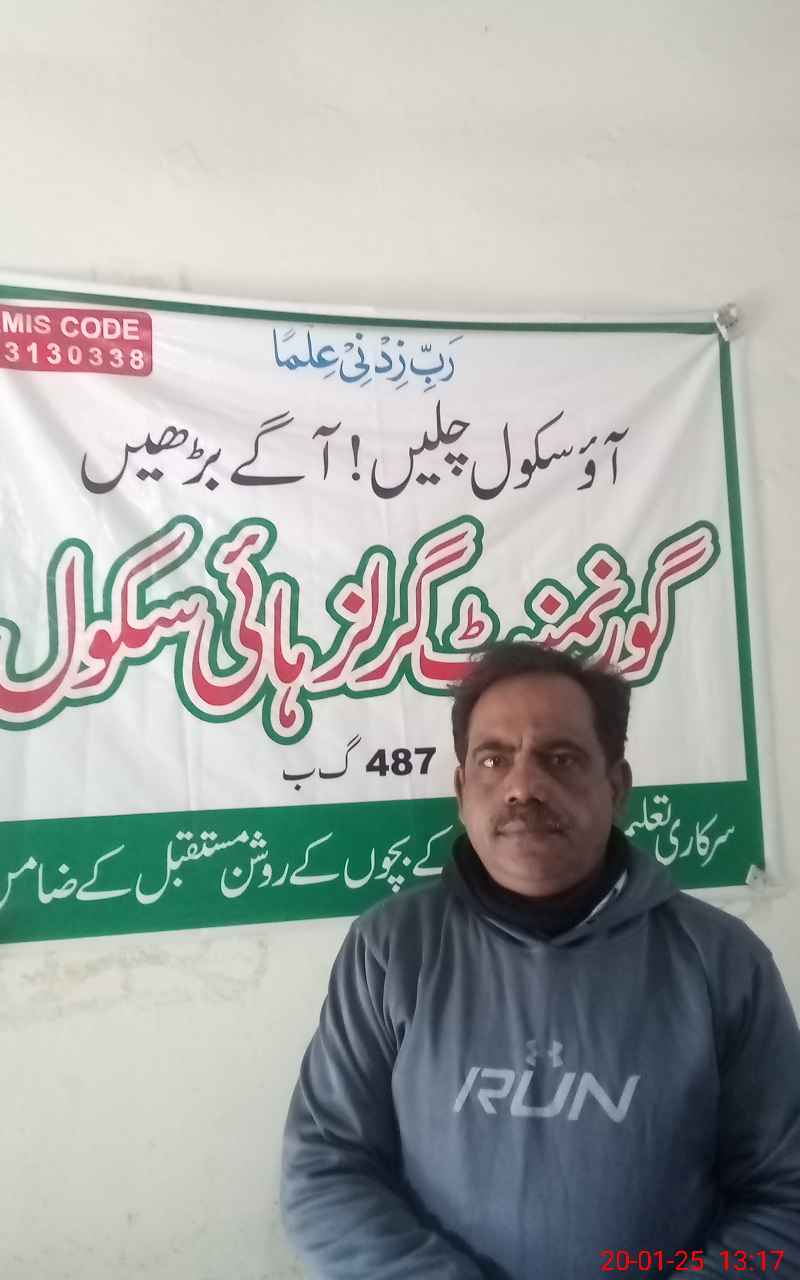 MIS CODE
3130338
رَبِّ زِدْ نِیْ عِلْمًا
آؤ سکول چلیں! آگے بڑھیں
گورنمنٹ گرلز ہائی سکول
487 گ ب
سرکاری کے بچوں کے روشن مستقبل کے ضامن
RUN
20-01-25 13:17